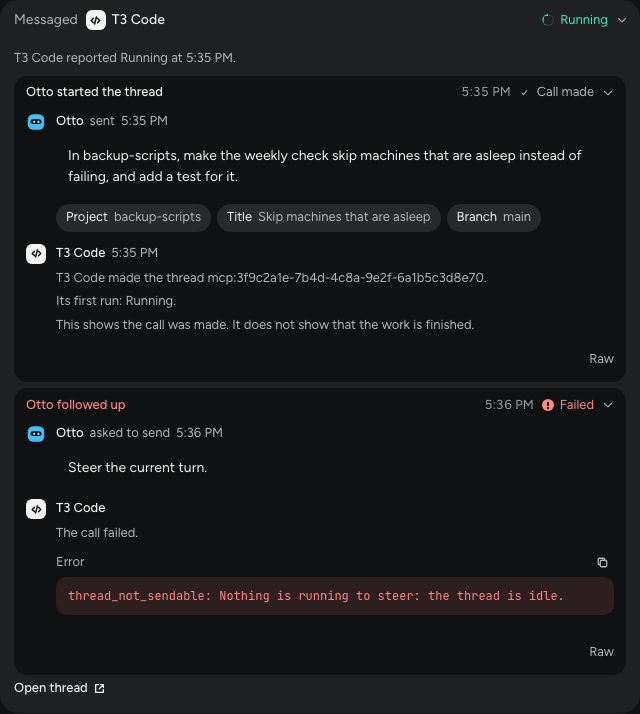 Messaged T3 Code Running
T3 Code reported Running at 5:35 PM.
Otto started the thread 5:35 PM Call made
Otto sent 5:35 PM
In backup-scripts, make the weekly check skip machines that are asleep instead of
failing, and add a test for it.
Project backup-scripts Title Skip machines that are asleep Branch main
T3 Code 5:35 PM
T3 Code made the thread mcp:3f9c2a1e-7b4d-4c8a-9e2f-6a1b5c3d8e70.
Its first run: Running.
This shows the call was made. It does not show that the work is finished.
Raw
Otto followed up 5:36 PM Failed
Otto asked to send 5:36 PM
Steer the current turn.
T3 Code
The call failed.
Error
thread_not_sendable: Nothing is running to steer: the thread is idle.
Raw
Open thread